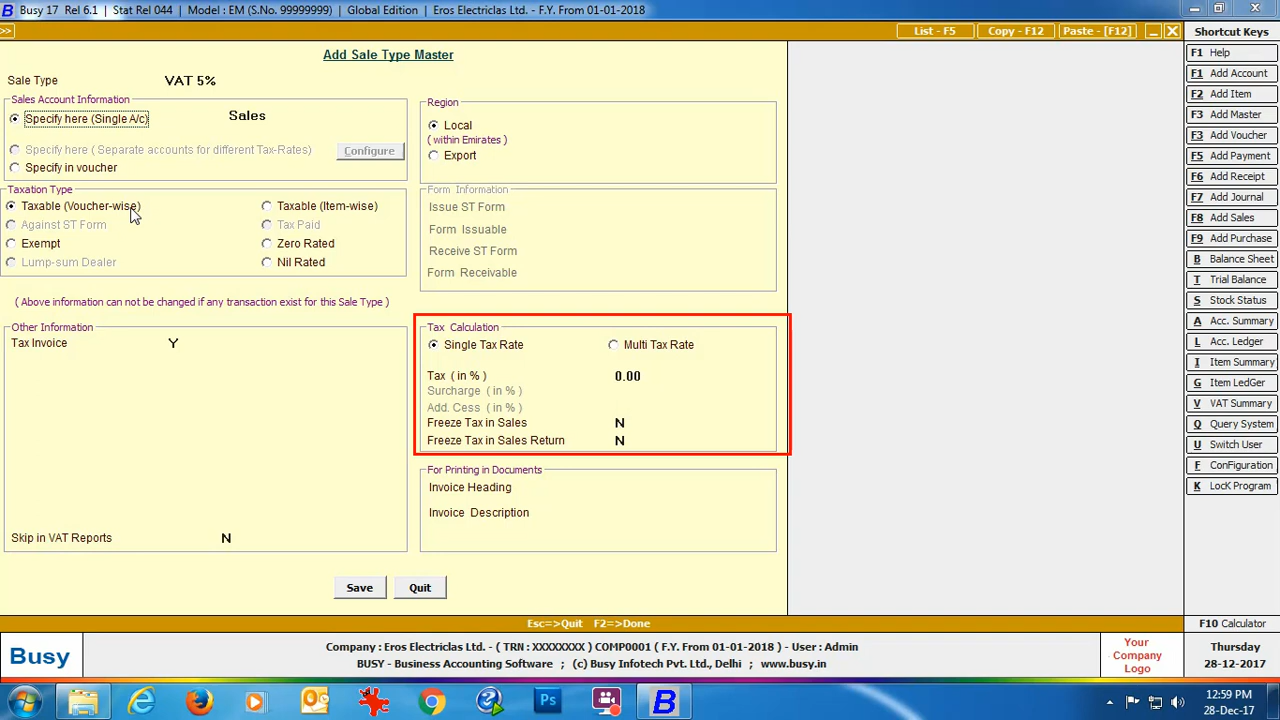 Busy 17 Rel 6.1 | Stat Rel 044 | Model : EM (S.No. 99999999) | Global Edition | Eros Electriclas Ltd. - F.Y. From 01-01-2018
>>
List - F5
Copy - F12
Paste - [F12]
Add Sale Type Master
Sale Type VAT 5%
Sales Account Information
Specify here (Single A/c) Sales
Specify here ( Separate accounts for different Tax-Rates) Configure
Specify in voucher
Region
Local
( within Emirates )
Export
Taxation Type
Taxable (Voucher-wise) Taxable (Item-wise)
Against ST Form Tax Paid
Exempt Zero Rated
Lump-sum Dealer Nil Rated
Form Information
Issue ST Form
Form Issuable
Receive ST Form
Form Receivable
( Above information can not be changed if any transaction exist for this Sale Type )
Other Information
Tax Invoice Y
Skip in VAT Reports N
Tax Calculation
Single Tax Rate Multi Tax Rate
Tax ( in % ) 0.00
Surcharge ( in % )
Add. Cess ( in % )
Freeze Tax in Sales N
Freeze Tax in Sales Return N
For Printing in Documents
Invoice Heading
Invoice Description
Save Quit
Esc=>Quit F2=>Done
Shortcut Keys
F1 Help
F1 Add Account
F2 Add Item
F3 Add Master
F3 Add Voucher
F5 Add Payment
F6 Add Receipt
F7 Add Journal
F8 Add Sales
F9 Add Purchase
B Balance Sheet
T Trial Balance
S Stock Status
A Acc. Summary
L Acc. Ledger
I Item Summary
G Item LedGer
V VAT Summary
Q Query System
U Switch User
F ConFiguration
K LocK Program
F10 Calculator
Busy
Company : Eros Electriclas Ltd. - ( TRN : XXXXXXXX ) COMP0001 ( F.Y. From 01-01-2018 ) - User : Admin
BUSY - Business Accounting Software ; (c) Busy Infotech Pvt. Ltd., Delhi ; www.busy.in
Your
Company
Logo
Thursday
28-12-2017
Ps
B
12:59 PM
28-Dec-17